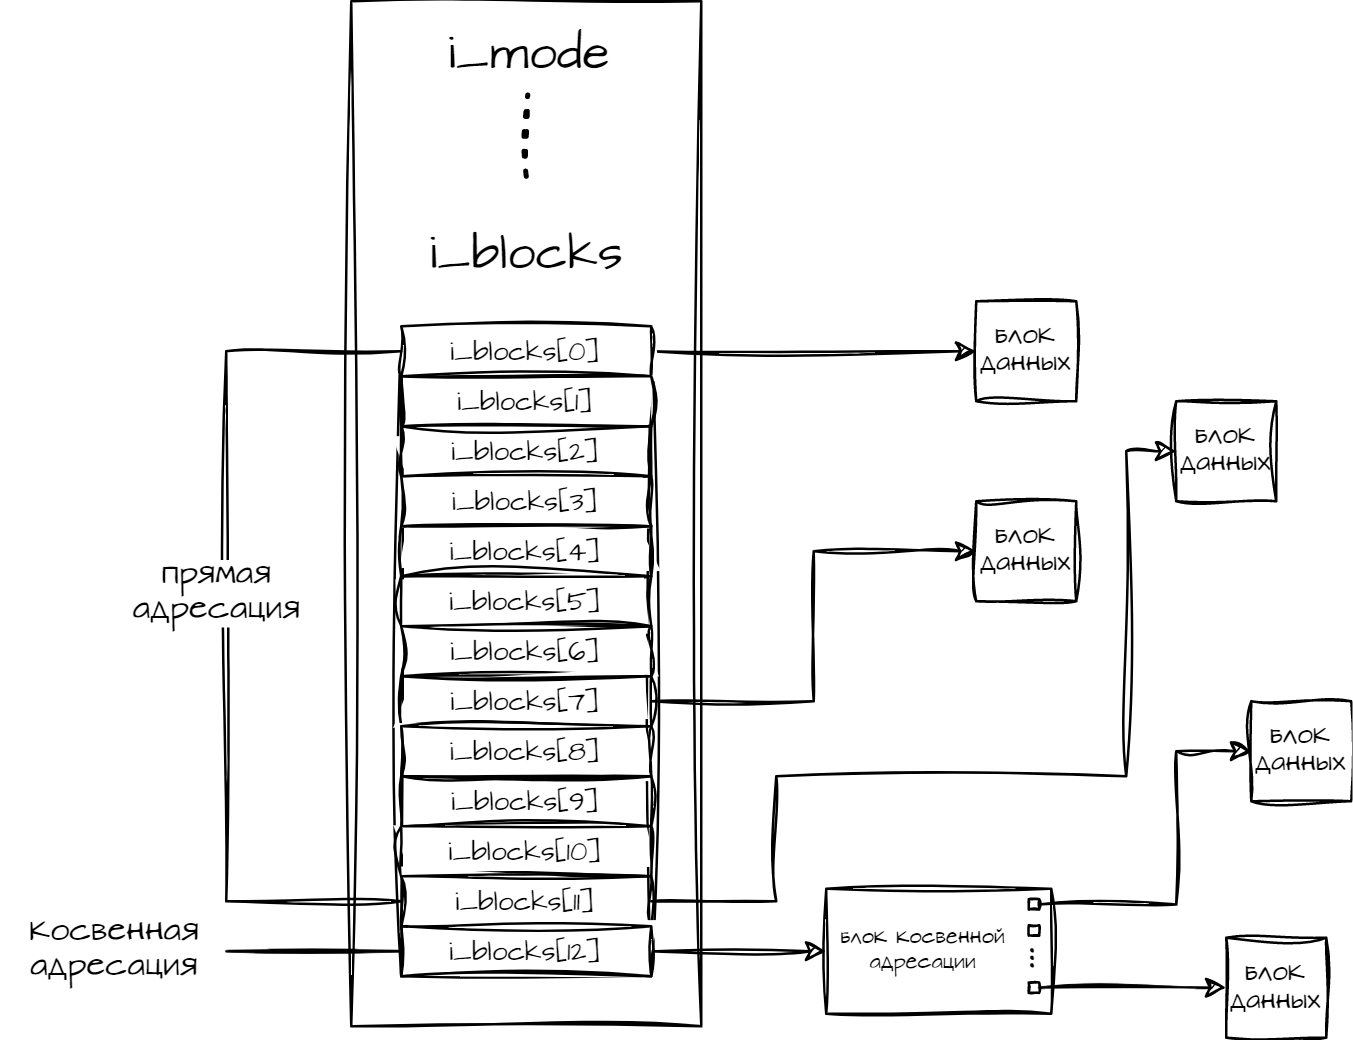 i_mode
i_blocks
i_blocks[0]
i_blocks[1]
i_blocks[2]
i_blocks[3]
i_blocks[4]
i_blocks[5]
i_blocks[6]
i_blocks[7]
i_blocks[8]
i_blocks[9]
i_blocks[10]
i_blocks[11]
i_blocks[12]
прямая
адресация
Косвенная
адресация
Блок
данных
Блок
данных
Блок
данных
Блок
данных
Блок косвенной
адресации
Блок
данных